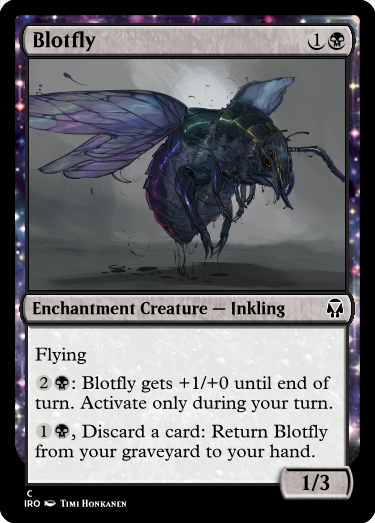 Blotfly 1
Enchantment Creature — Inkling
Flying
2 : Blotfly gets +1/+0 until end of
turn. Activate only during your turn.
1 , Discard a card: Return Blotfly
from your graveyard to your hand.
1/3
C
IRO Timi Honkanen